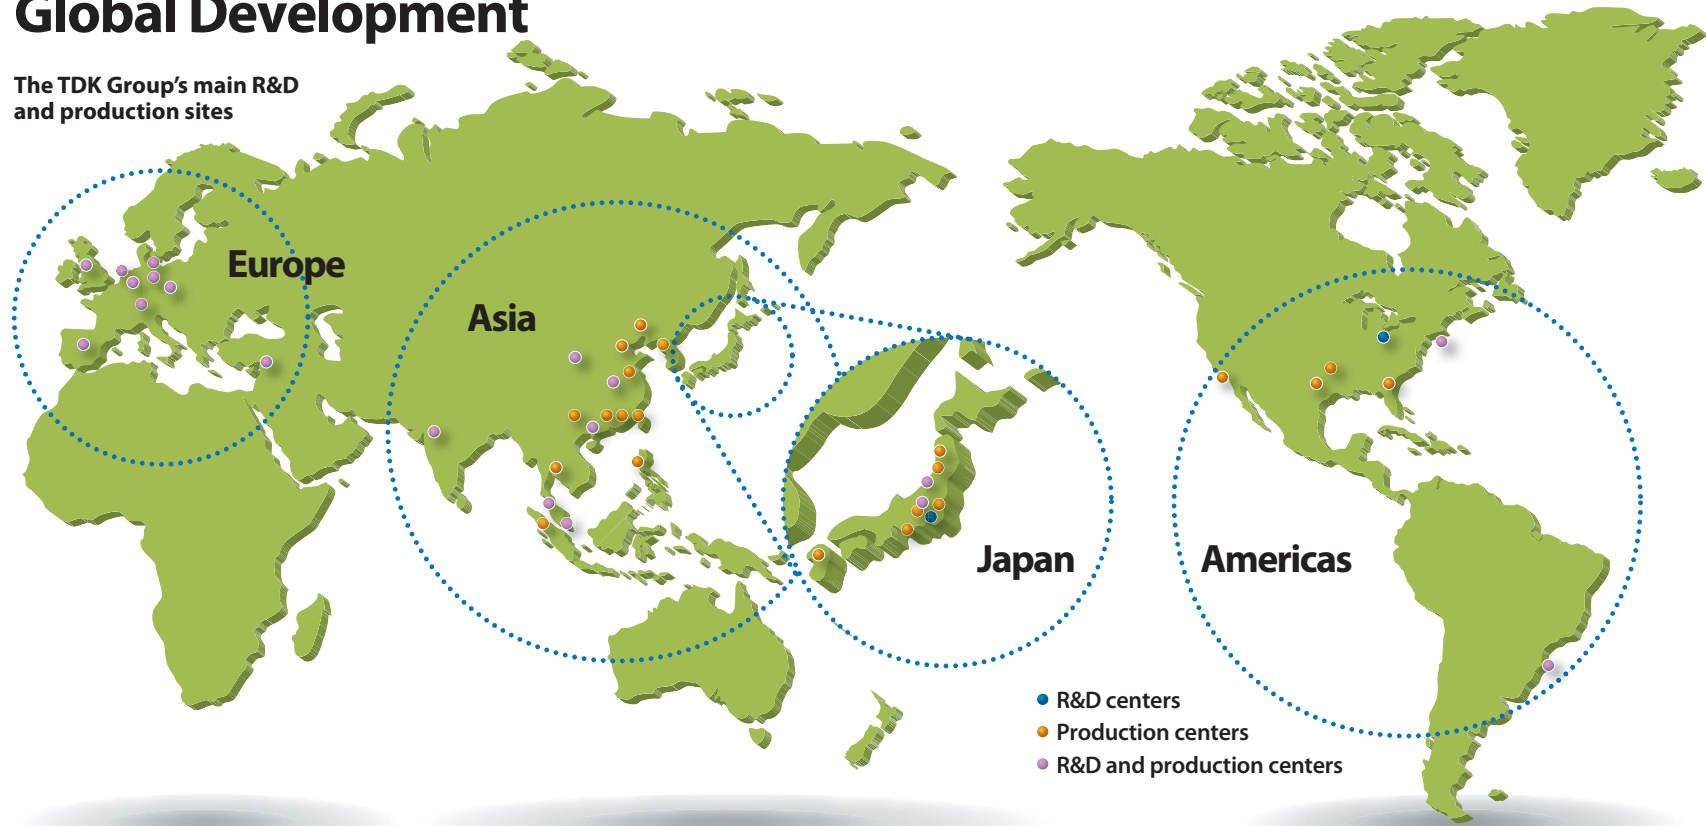 Global Development
The TDK Group's main R&D
and production sites
Europe
Asia
Japan
Americas
R&D centers
Production centers
R&D and production centers